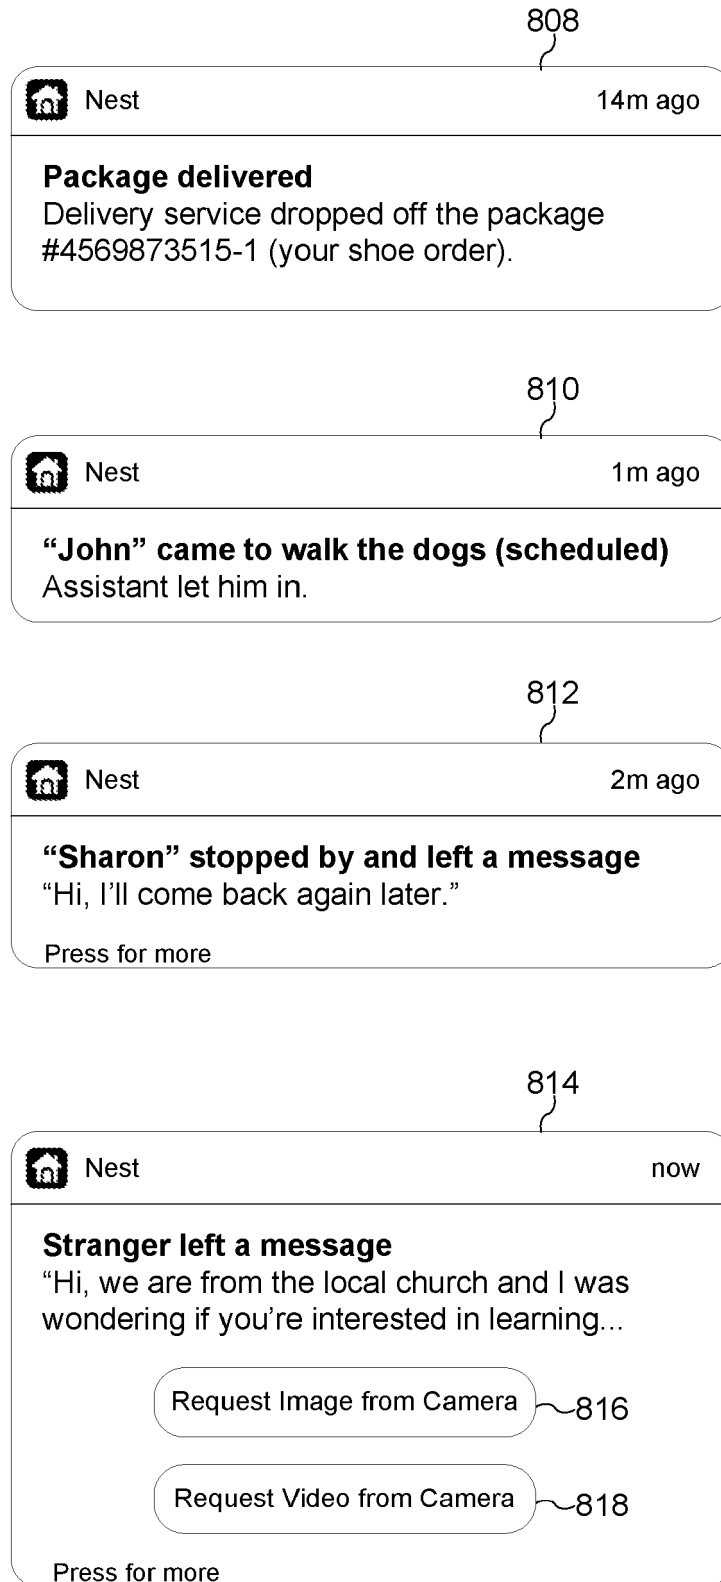 808
Nest 14m ago
Package delivered
Delivery service dropped off the package
#4569873515-1 (your shoe order).
810
Nest 1m ago
“John” came to walk the dogs (scheduled)
Assistant let him in.
812
Nest 2m ago
“Sharon” stopped by and left a message
“Hi, I’ll come back again later.”
Press for more
814
Nest now
Stranger left a message
“Hi, we are from the local church and I was
wondering if you’re interested in learning...
Request Image from Camera 816
Request Video from Camera 818
Press for more